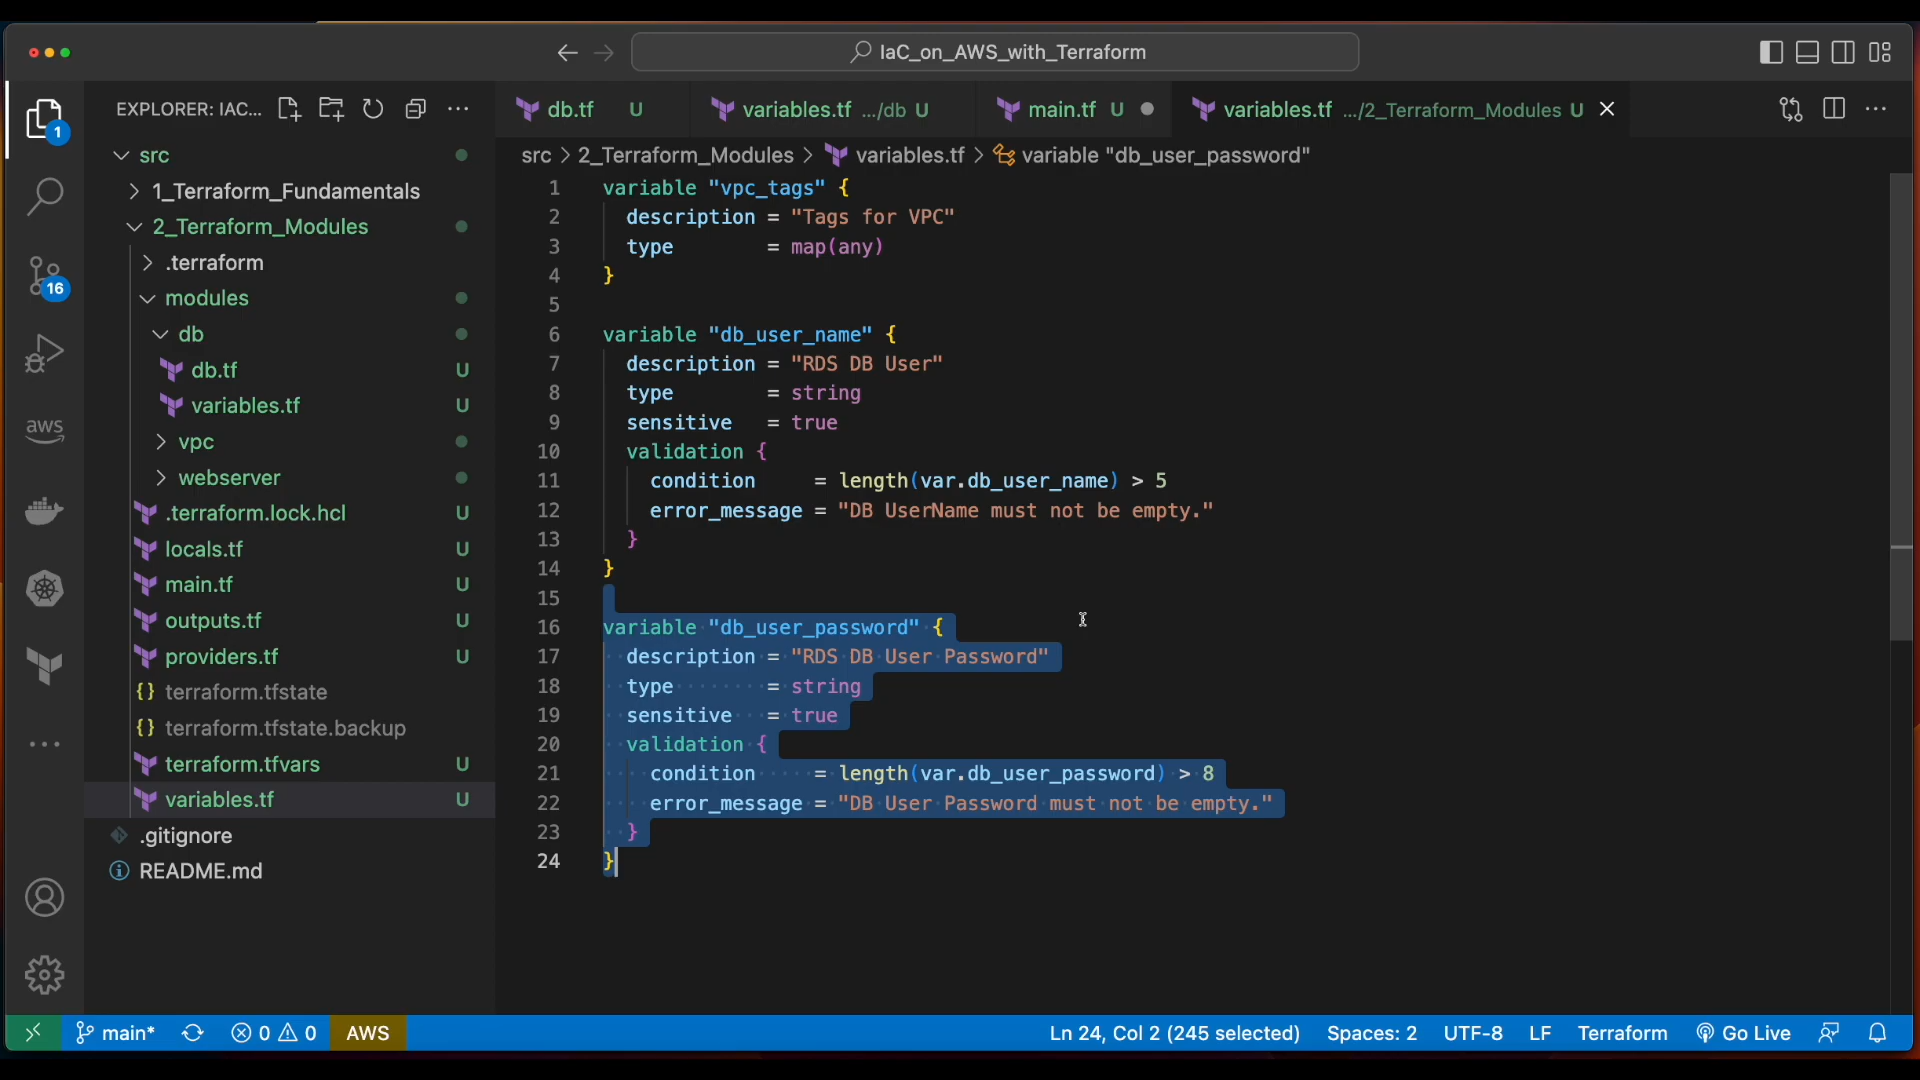 IaC_on_AWS_with_Terraform
EXPLORER: IAC...
db.tf U
variables.tf .../db U
main.tf U
variables.tf .../2_Terraform_Modules U
src > 2_Terraform_Modules > variables.tf > variable "db_user_password"
1
16
aws
src
1_Terraform_Fundamentals
2_Terraform_Modules
.terraform
modules
db
db.tf U
variables.tf U
vpc
webserver
.terraform.lock.hcl U
locals.tf U
main.tf U
outputs.tf U
providers.tf U
{} terraform.tfstate
{} terraform.tfstate.backup
terraform.tfvars U
variables.tf U
.gitignore
README.md
1 variable "vpc_tags" {
2   description = "Tags for VPC"
3   type        = map(any)
4 }
5
6 variable "db_user_name" {
7   description = "RDS DB User"
8   type        = string
9   sensitive   = true
10   validation {
11     condition     = length(var.db_user_name) > 5
12     error_message = "DB UserName must not be empty."
13   }
14 }
15
16 variable "db_user_password" {
17   description = "RDS DB User Password"
18   type        = string
19   sensitive   = true
20   validation {
21     condition     = length(var.db_user_password) > 8
22     error_message = "DB User Password must not be empty."
23   }
24 }
main* 0 0 AWS
Ln 24, Col 2 (245 selected) Spaces: 2 UTF-8 LF Terraform Go Live